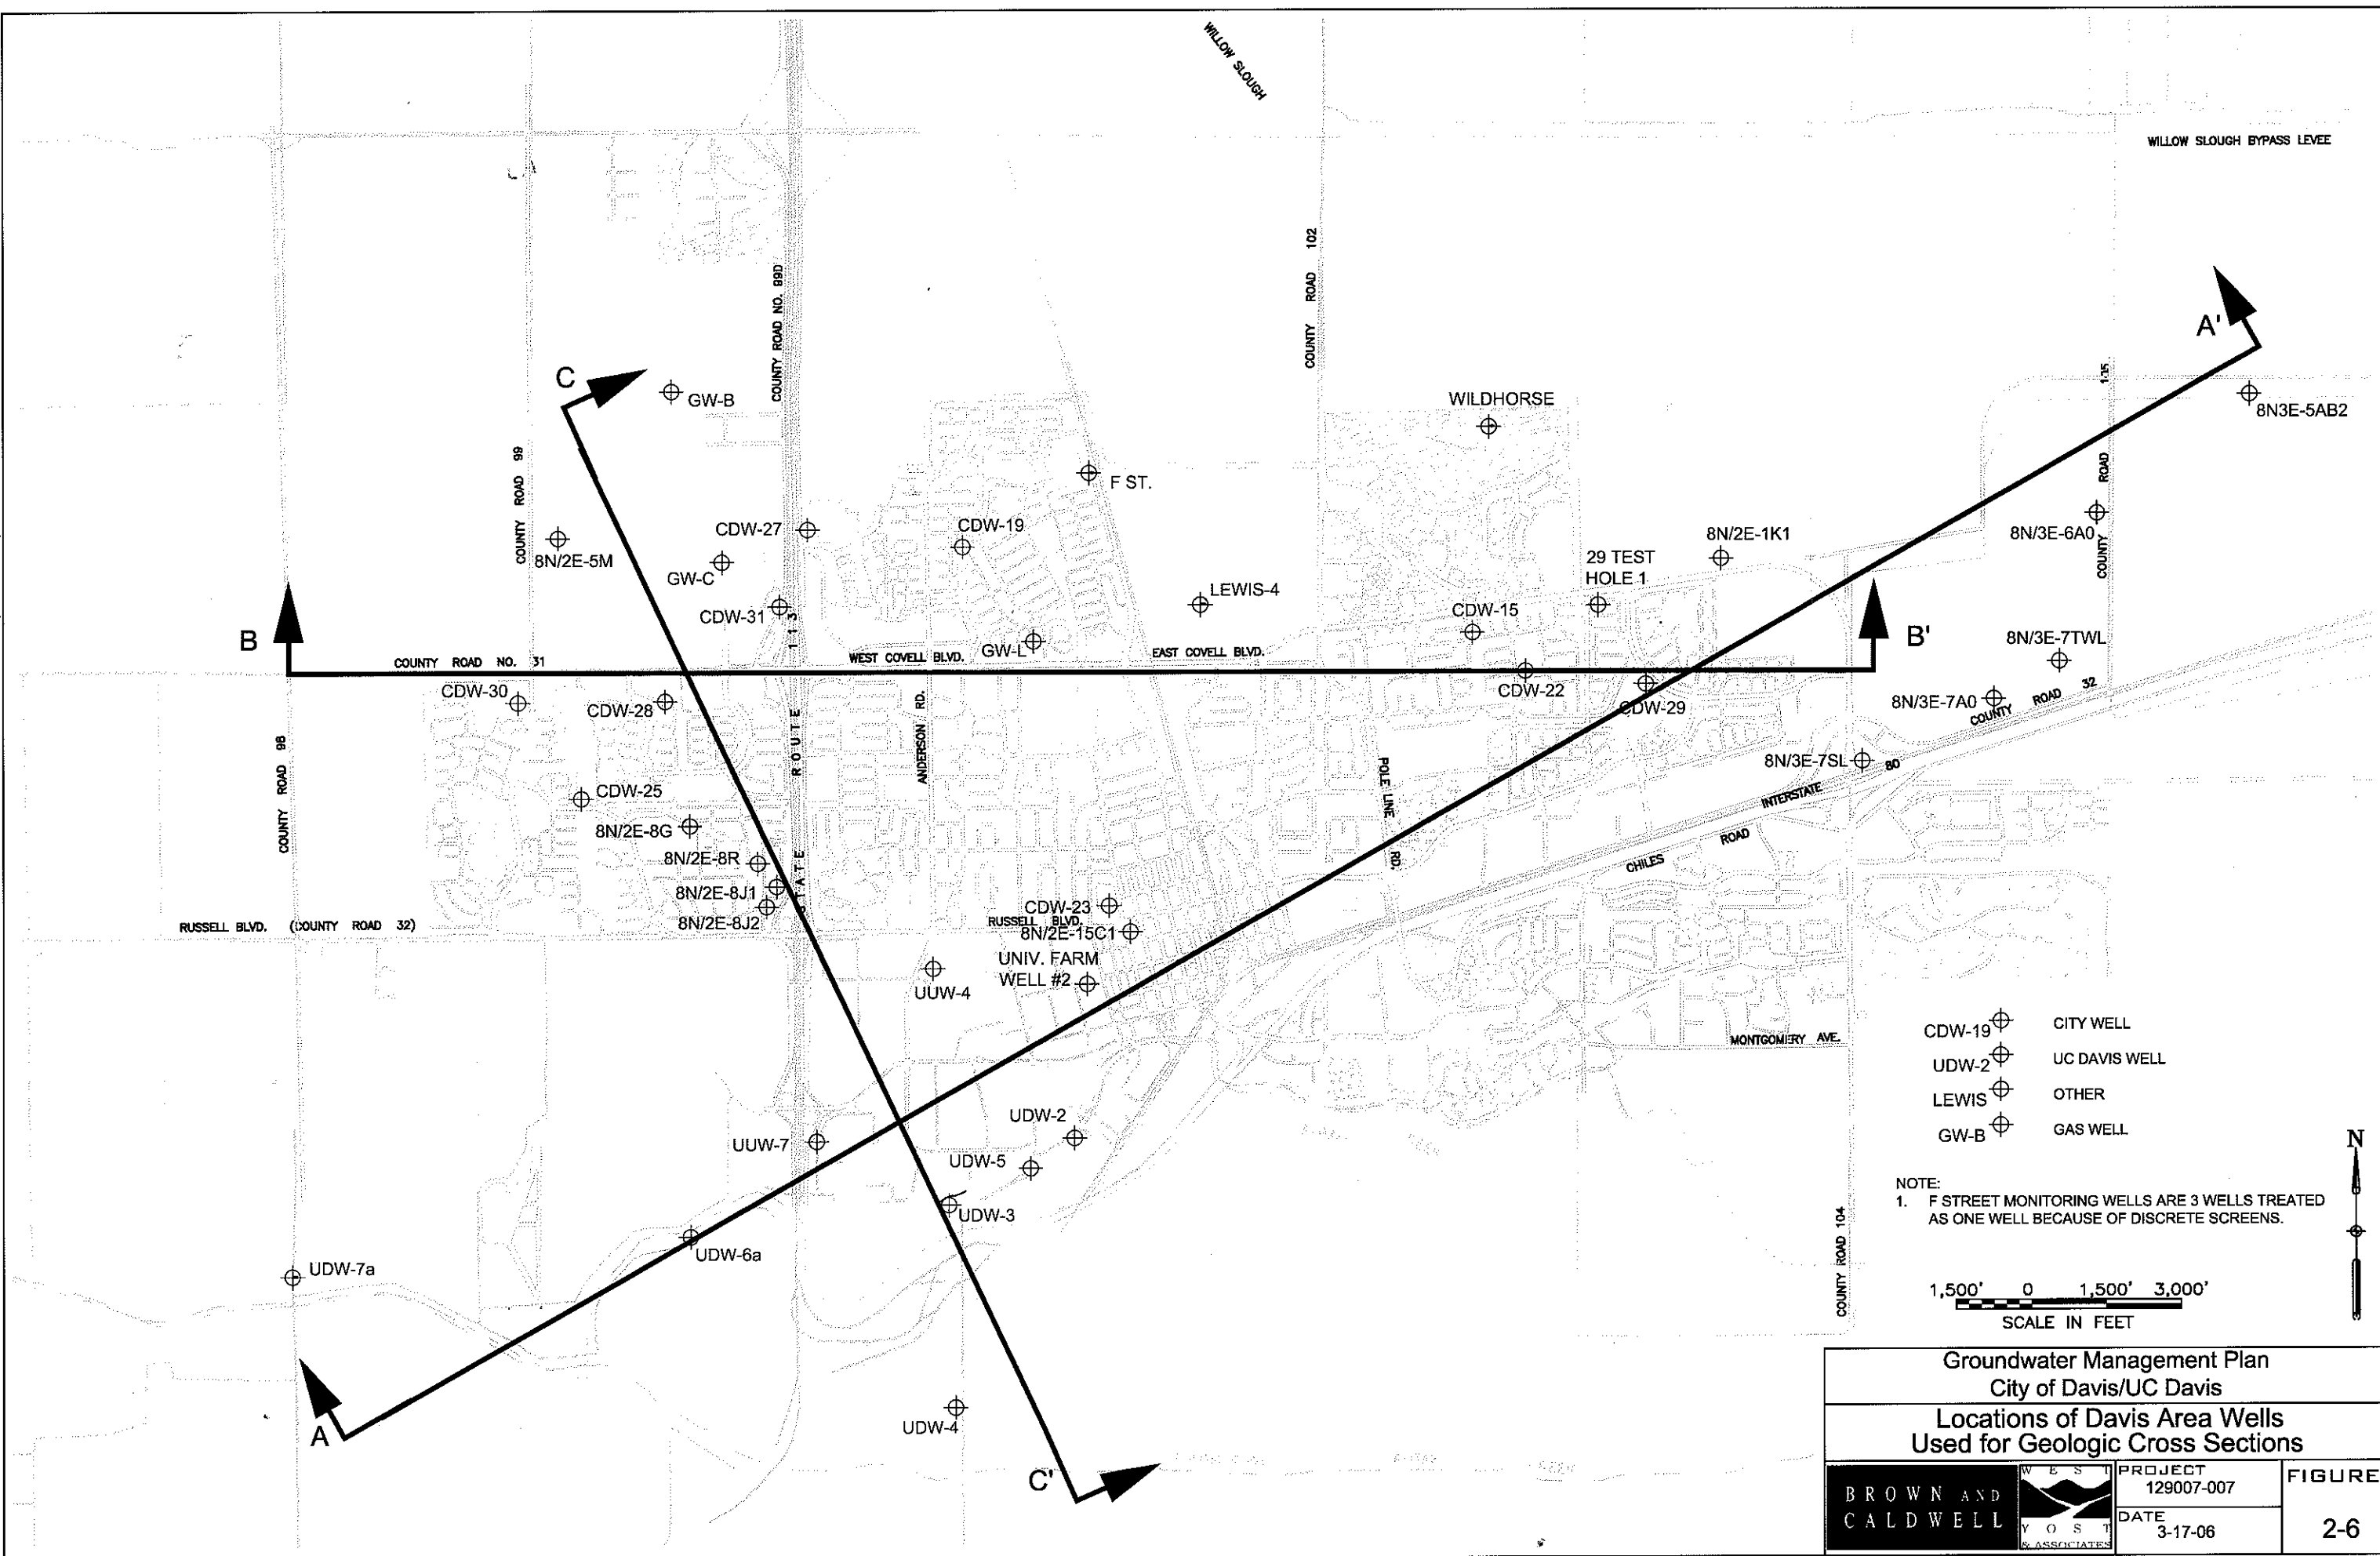 WILLOW SLOUGH
WILLOW SLOUGH BYPASS LEVEE
COUNTY ROAD 102
COUNTY ROAD NO. 99D
A'
C
GW-B
COUNTY ROAD 105
8N3E-5AB2
WILDHORSE
COUNTY ROAD 99
F ST.
CDW-27
CDW-19
8N/2E-1K1
8N/3E-6A0
8N/2E-5M
GW-C
29 TEST
HOLE 1
LEWIS-4
CDW-31
CDW-15
B
B'
8N/3E-7TWL
GW-L
COUNTY ROAD NO. 31
WEST COVELL BLVD.
EAST COVELL BLVD.
CDW-30
CDW-28
CDW-22
CDW-29
8N/3E-7A0
COUNTY ROAD 32
STATE ROUTE 113
ANDERSON RD.
COUNTY ROAD 98
POLE LINE RD.
8N/3E-7SL
INTERSTATE 80
CDW-25
8N/2E-8G
CHILES ROAD
8N/2E-8R
8N/2E-8J1
8N/2E-8J2
CDW-23
RUSSELL BLVD. (COUNTY ROAD 32)
RUSSELL BLVD.
8N/2E-15C1
UNIV. FARM
WELL #2
UUW-4
MONTGOMERY AVE.
CDW-19 CITY WELL
UDW-2 UC DAVIS WELL
LEWIS OTHER
GW-B GAS WELL
N
UDW-2
UUW-7
UDW-5
UDW-3
UDW-6a
UDW-7a
COUNTY ROAD 104
NOTE:
1. F STREET MONITORING WELLS ARE 3 WELLS TREATED
AS ONE WELL BECAUSE OF DISCRETE SCREENS.
1,500' 0 1,500' 3,000'
SCALE IN FEET
A
UDW-4
C'
Groundwater Management Plan
City of Davis/UC Davis
Locations of Davis Area Wells
Used for Geologic Cross Sections
BROWN AND
CALDWELL
WEST
YOST
& ASSOCIATES
PROJECT
129007-007
DATE
3-17-06
FIGURE
2-6